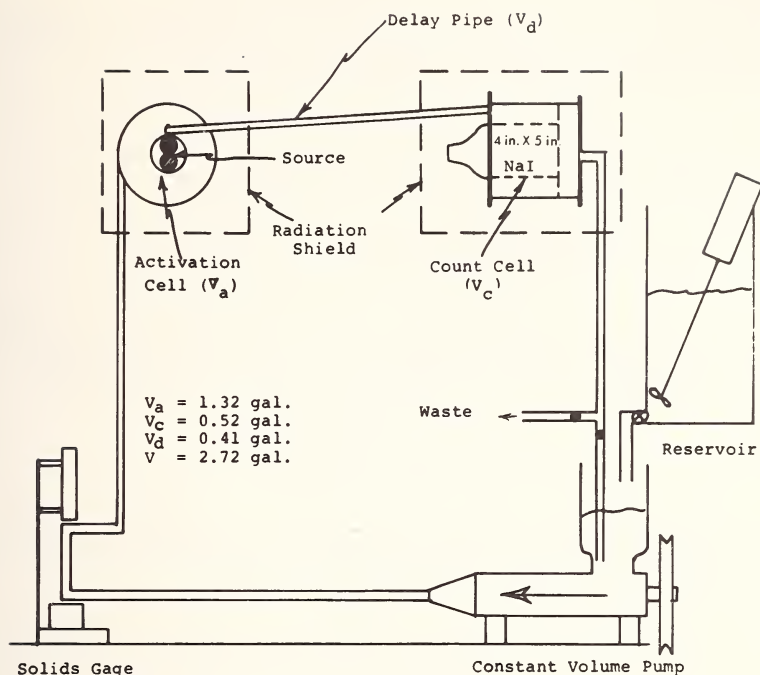 Delay Pipe (Vd)
Source
4 in. X 5 in.
NaI
Radiation
Shield
Activation
Cell (Va)
Count Cell
(Vc)
Va = 1.32 gal.
Vc = 0.52 gal.
Vd = 0.41 gal.
V = 2.72 gal.
Waste
Reservoir
Solids Gage
Constant Volume Pump